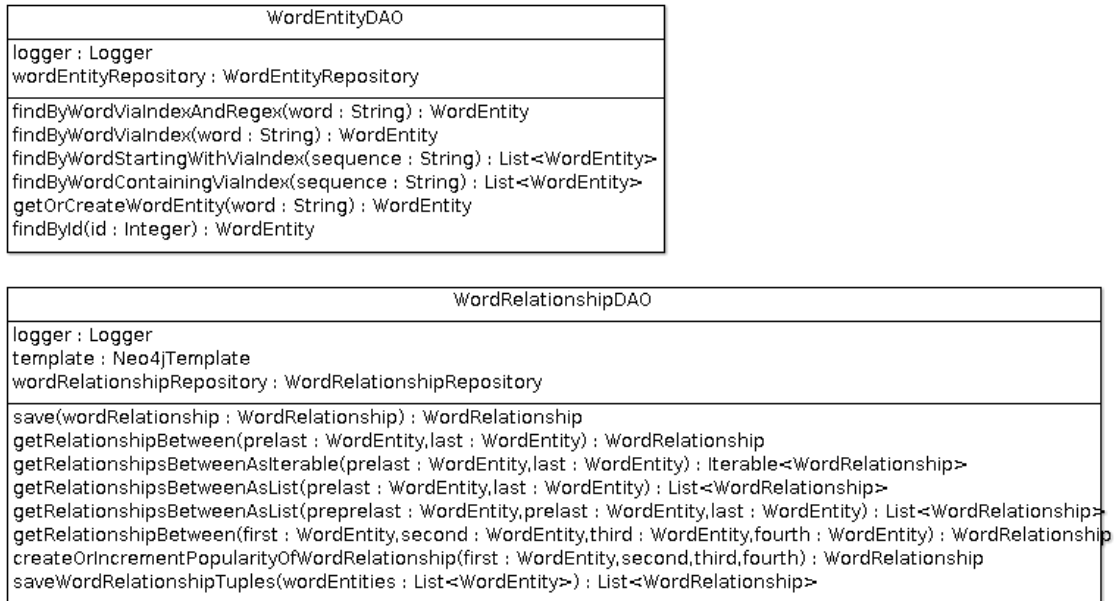 WordEntityDAO
logger : Logger
wordEntityRepository : WordEntityRepository
findByWordViaIndexAndRegex(word : String) : WordEntity
findByWordViaIndex(word : String) : WordEntity
findByWordStartingWithViaIndex(sequence : String) : List<WordEntity>
findByWordContainingViaIndex(sequence : String) : List<WordEntity>
getOrCreateWordEntity(word : String) : WordEntity
findById(id : Integer) : WordEntity
WordRelationshipDAO
logger : Logger
template : Neo4jTemplate
wordRelationshipRepository : WordRelationshipRepository
save(wordRelationship : WordRelationship) : WordRelationship
getRelationshipBetween(prelast : WordEntity,last : WordEntity) : WordRelationship
getRelationshipsBetweenAsIterable(prelast : WordEntity,last : WordEntity) : Iterable<WordRelationship>
getRelationshipsBetweenAsList(prelast : WordEntity,last : WordEntity) : List<WordRelationship>
getRelationshipsBetweenAsList(preprelast : WordEntity,prelast : WordEntity,last : WordEntity) : List<WordRelationship>
getRelationshipBetween(first : WordEntity,second : WordEntity,third : WordEntity,fourth : WordEntity) : WordRelationship
createOrIncrementPopularityOfWordRelationship(first : WordEntity,second,third,fourth) : WordRelationship
saveWordRelationshipTuples(wordEntities : List<WordEntity>) : List<WordRelationship>